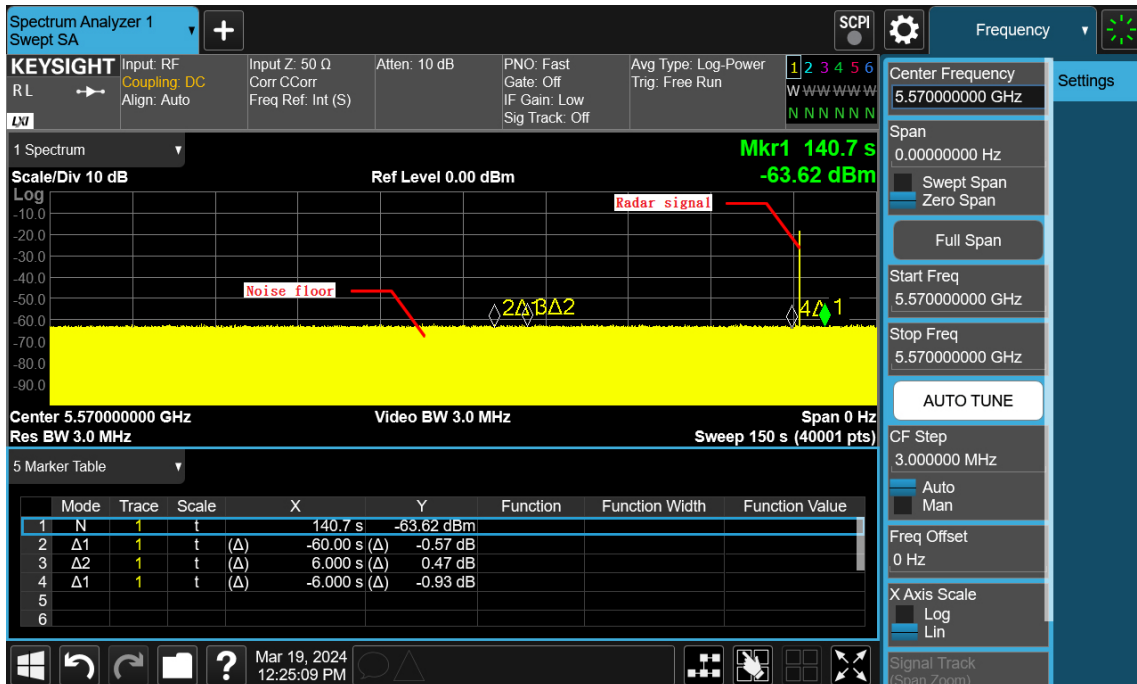 Spectrum Analyzer 1
Swept SA
+
SCPI
Frequency
KEYSIGHT
RL
LXI
Input: RF
Coupling: DC
Align: Auto
Input Z: 50 Ω
Corr CCorr
Freq Ref: Int (S)
Atten: 10 dB
PNO: Fast
Gate: Off
IF Gain: Low
Sig Track: Off
Avg Type: Log-Power
Trig: Free Run
1 2 3 4 5 6
W W W W W W
N N N N N N
1 Spectrum
Mkr1 140.7 s
-63.62 dBm
Scale/Div 10 dB
Ref Level 0.00 dBm
Log
-10.0
-20.0
-30.0
-40.0
-50.0
-60.0
-70.0
-80.0
-90.0
Radar signal
Noise floor
2Δ1 3Δ2
4Δ1 1
Center 5.570000000 GHz
Video BW 3.0 MHz
Span 0 Hz
Res BW 3.0 MHz
Sweep 150 s (40001 pts)
5 Marker Table
Mode Trace Scale X Y Function Function Width Function Value
1 N 1 t 140.7 s -63.62 dBm
2 Δ1 1 t (Δ) -60.00 s (Δ) -0.57 dB
3 Δ2 1 t (Δ) 6.000 s (Δ) 0.47 dB
4 Δ1 1 t (Δ) -6.000 s (Δ) -0.93 dB
5
6
Mar 19, 2024
12:25:09 PM
?
Center Frequency
5.570000000 GHz
Settings
Span
0.00000000 Hz
Swept Span
Zero Span
Full Span
Start Freq
5.570000000 GHz
Stop Freq
5.570000000 GHz
AUTO TUNE
CF Step
3.000000 MHz
Auto
Man
Freq Offset
0 Hz
X Axis Scale
Log
Lin
Signal Track
(Span Zoom)